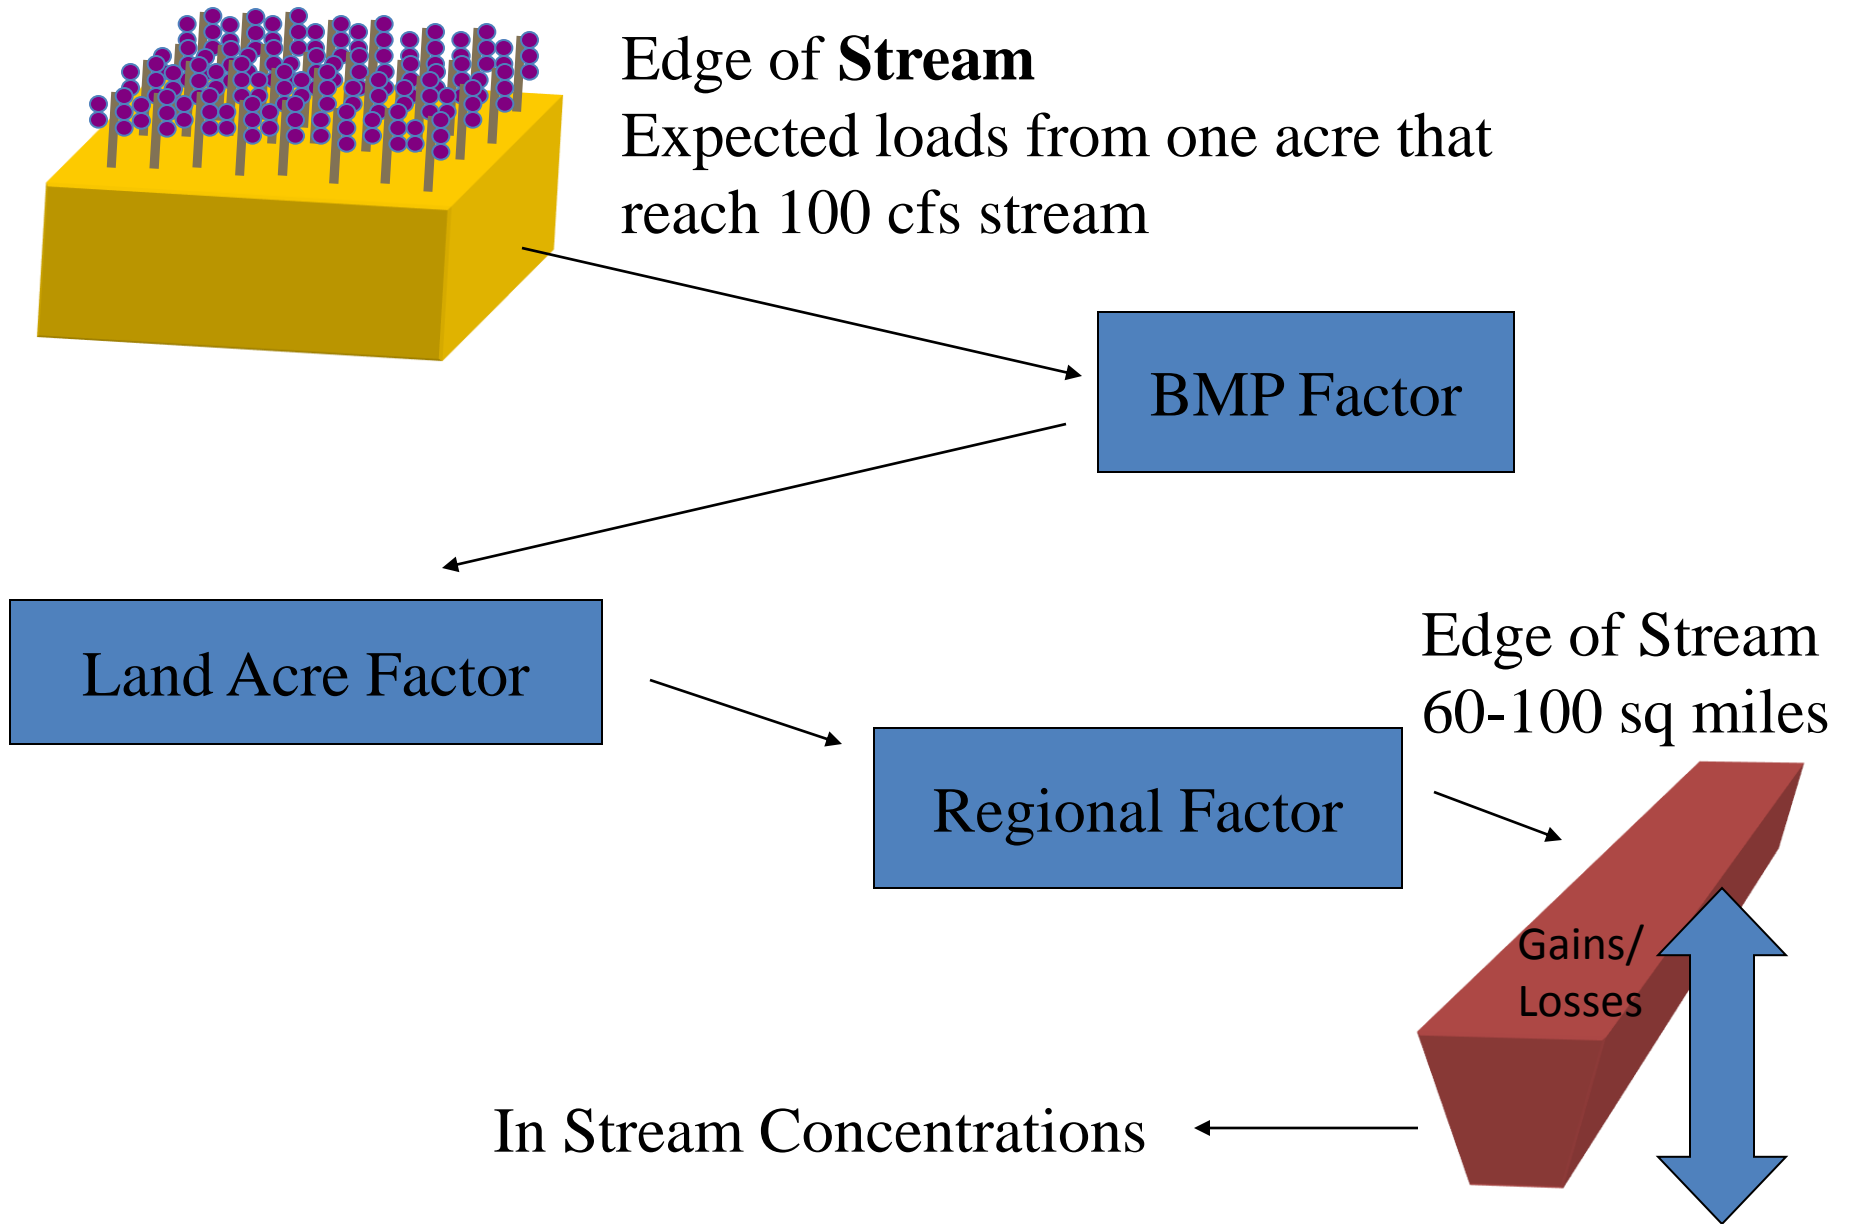 Edge of Stream
Expected loads from one acre that
reach 100 cfs stream
BMP Factor
Land Acre Factor
Edge of Stream
60-100 sq miles
Regional Factor
Gains/
Losses
In Stream Concentrations